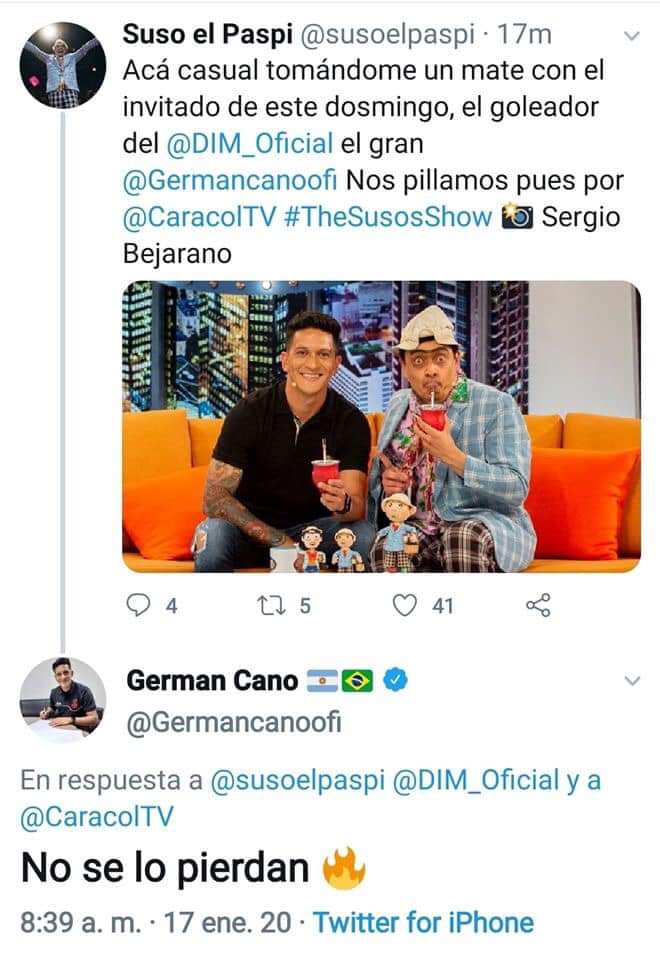 Suso el Paspi @susoelpaspi · 17m
Acá casual tomándome un mate con el
invitado de este dosmingo, el goleador
del @DIM_Oficial el gran
@Germancanoofi Nos pillamos pues por
@CaracolTV #TheSusosShow 📸 Sergio
Bejarano
4 5 41
German Cano 🇦🇷🇧🇷
@Germancanoofi
En respuesta a @susoelpaspi @DIM_Oficial y a
@CaracolTV
No se lo pierdan 🔥
8:39 a. m. · 17 ene. 20 · Twitter for iPhone